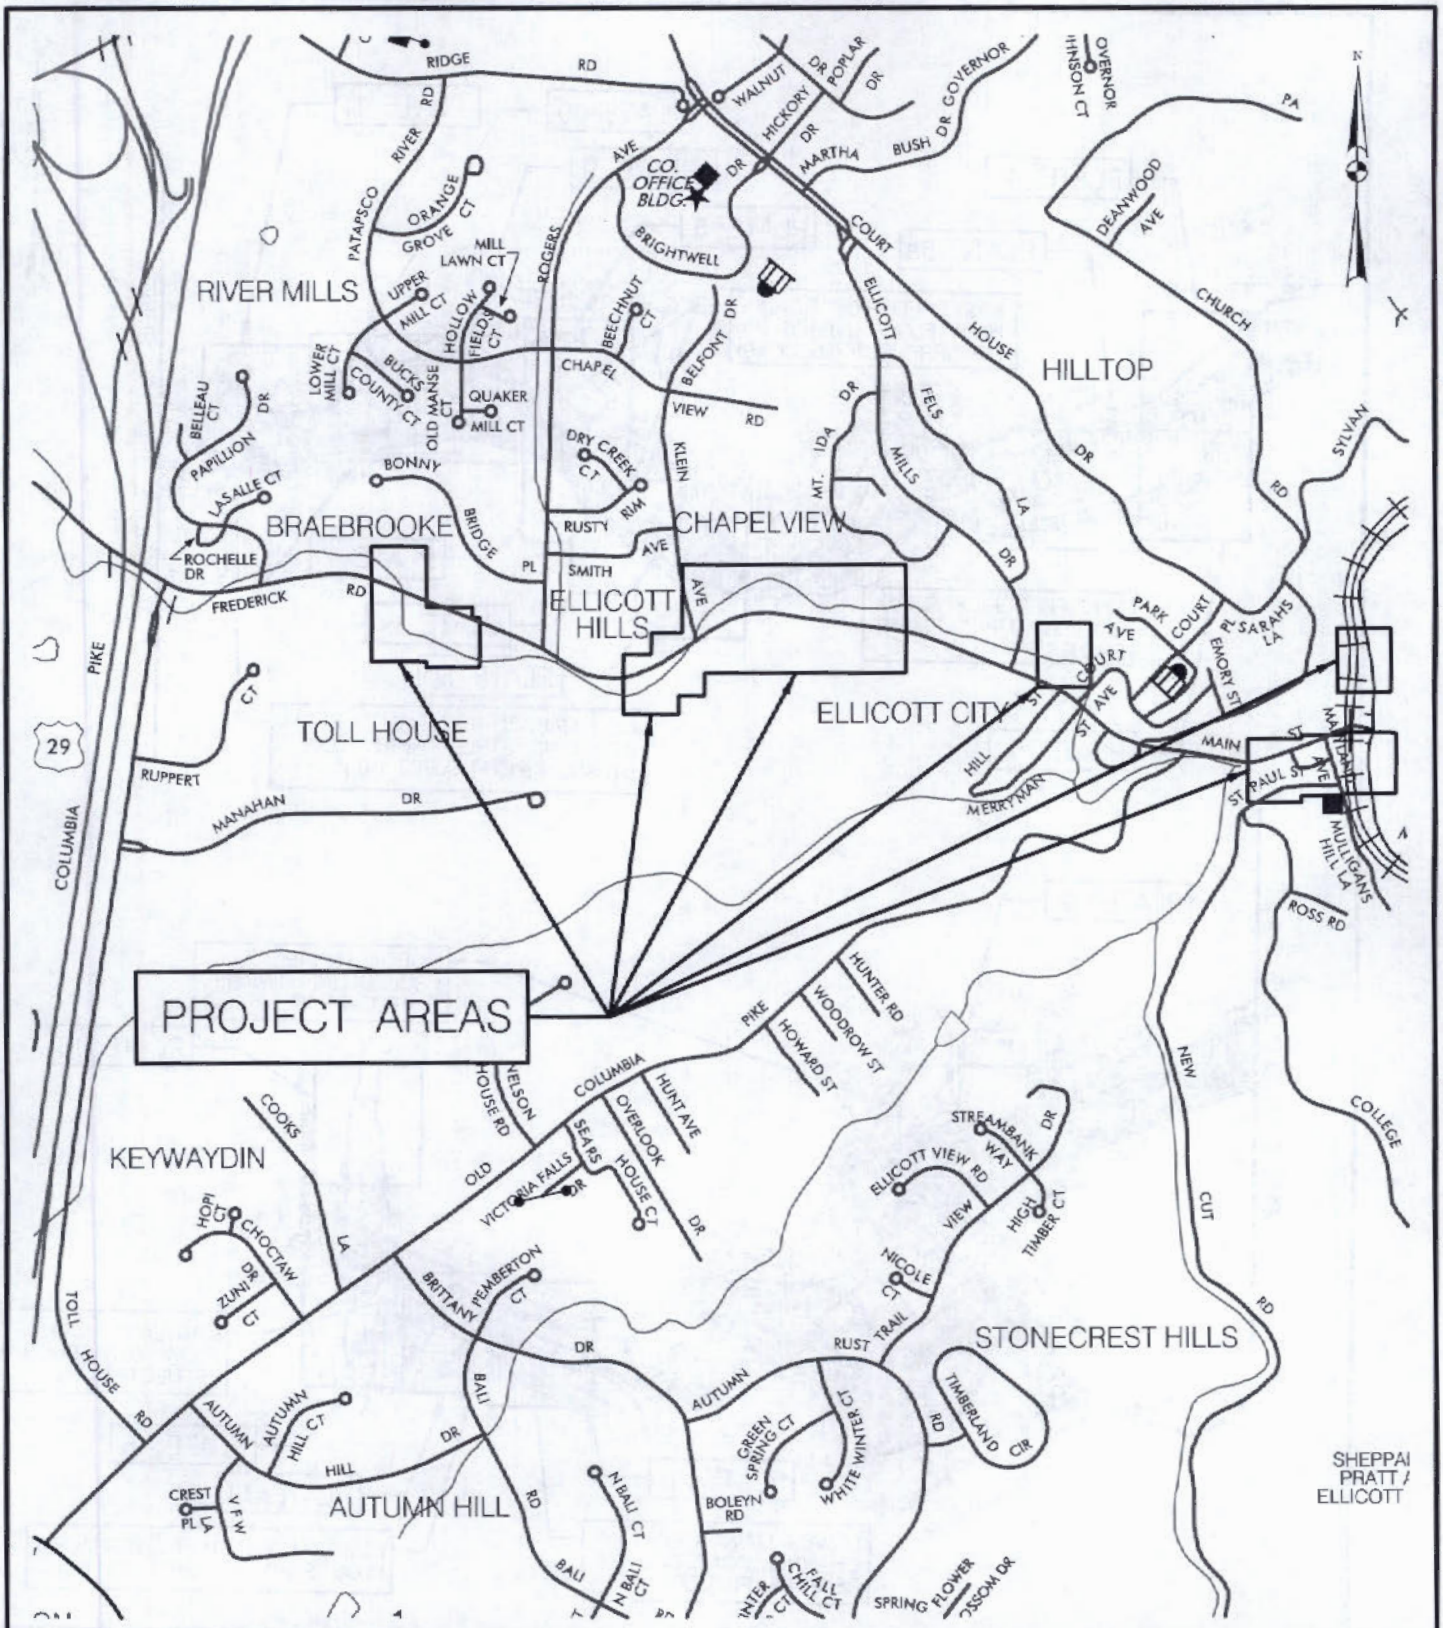 RIDGE RD
RIVER RD
PATAPSCO
ORANGE
GROVE CT
MILL
LAWN CT
RIVER MILLS
UPPER
MILL CT
HOLLOW
FIELDS
CT
LOWER
MILL CT
BUCKS
COUNTY CT
OLD MANSE
CT
QUAKER
MILL CT
ROGERS AVE
CO.
OFFICE
BLDG.
BRIGHTWELL DR
WALNUT DR
HICKORY DR
POPLAR
DR
MARTHA BUSH DR
GOVERNOR
OVERNOR
HNSON CT
PA
DEANWOOD
AVE
N
COURT HOUSE DR
ELLICOTT MILLS DR
CHURCH RD
HILLTOP
SYLVAN
BEECHNUT
CT
BELFONT DR
CHAPEL VIEW RD
MT. IDA DR
FELS LA
BELLEAU
CT
PAPILLION DR
LASALLE CT
ROCHELLE
DR
BONNY
BRIDGE PL
BRAEBROOKE
DRY CREEK
CT
RUSTY RIM
KLEIN AVE
CHAPELVIEW
SMITH AVE
FREDERICK RD
ELLICOTT
HILLS
PARK
AVE
COURT PL
SARAHS
LA
COURT AVE
EMORY ST
ELLICOTT CITY
HILL ST
MERRYMAN ST
MAIN ST
MARYLAND
AVE
ST PAUL ST
MULLIGANS
HILL LA
ROSS RD
PIKE
29
COLUMBIA
TOLL HOUSE
CT
RUPPERT
MANAHAN DR
PROJECT AREAS
HUNTER RD
WOODROW ST
HOWARD ST
OLD COLUMBIA PIKE
HUNT AVE
OVERLOOK DR
NELSON
HOUSE RD
SEARS
HOUSE CT
VICTORIA FALLS
DR
COOKS LA
KEYWAYDIN
HOPI
CT
CHOCTAW
DR
ZUNI
CT
NEW CUT RD
COLLEGE
STREAMBANK
WAY
DR
ELLICOTT VIEW RD
VIEW
HIGH
TIMBER CT
NICOLE
CT
TRAIL
RUST
STONECREST HILLS
TIMBERLAND CIR
BRITTANY DR
PEMBERTON
CT
BALI RD
TOLL HOUSE RD
AUTUMN HILL DR
AUTUMN
HILL CT
CREST
PL
V F W
LA
AUTUMN HILL
AUTUMN
RD
GREEN
SPRING CT
WHITE WINTER CT
BOLEYN
RD
N BALI CT
BALI
N BALI
CT
FALL
CHILL CT
NTER
CT
SPRING
FLOWER
OSSOM DR
SHEPPA
PRATT
ELLICOTT